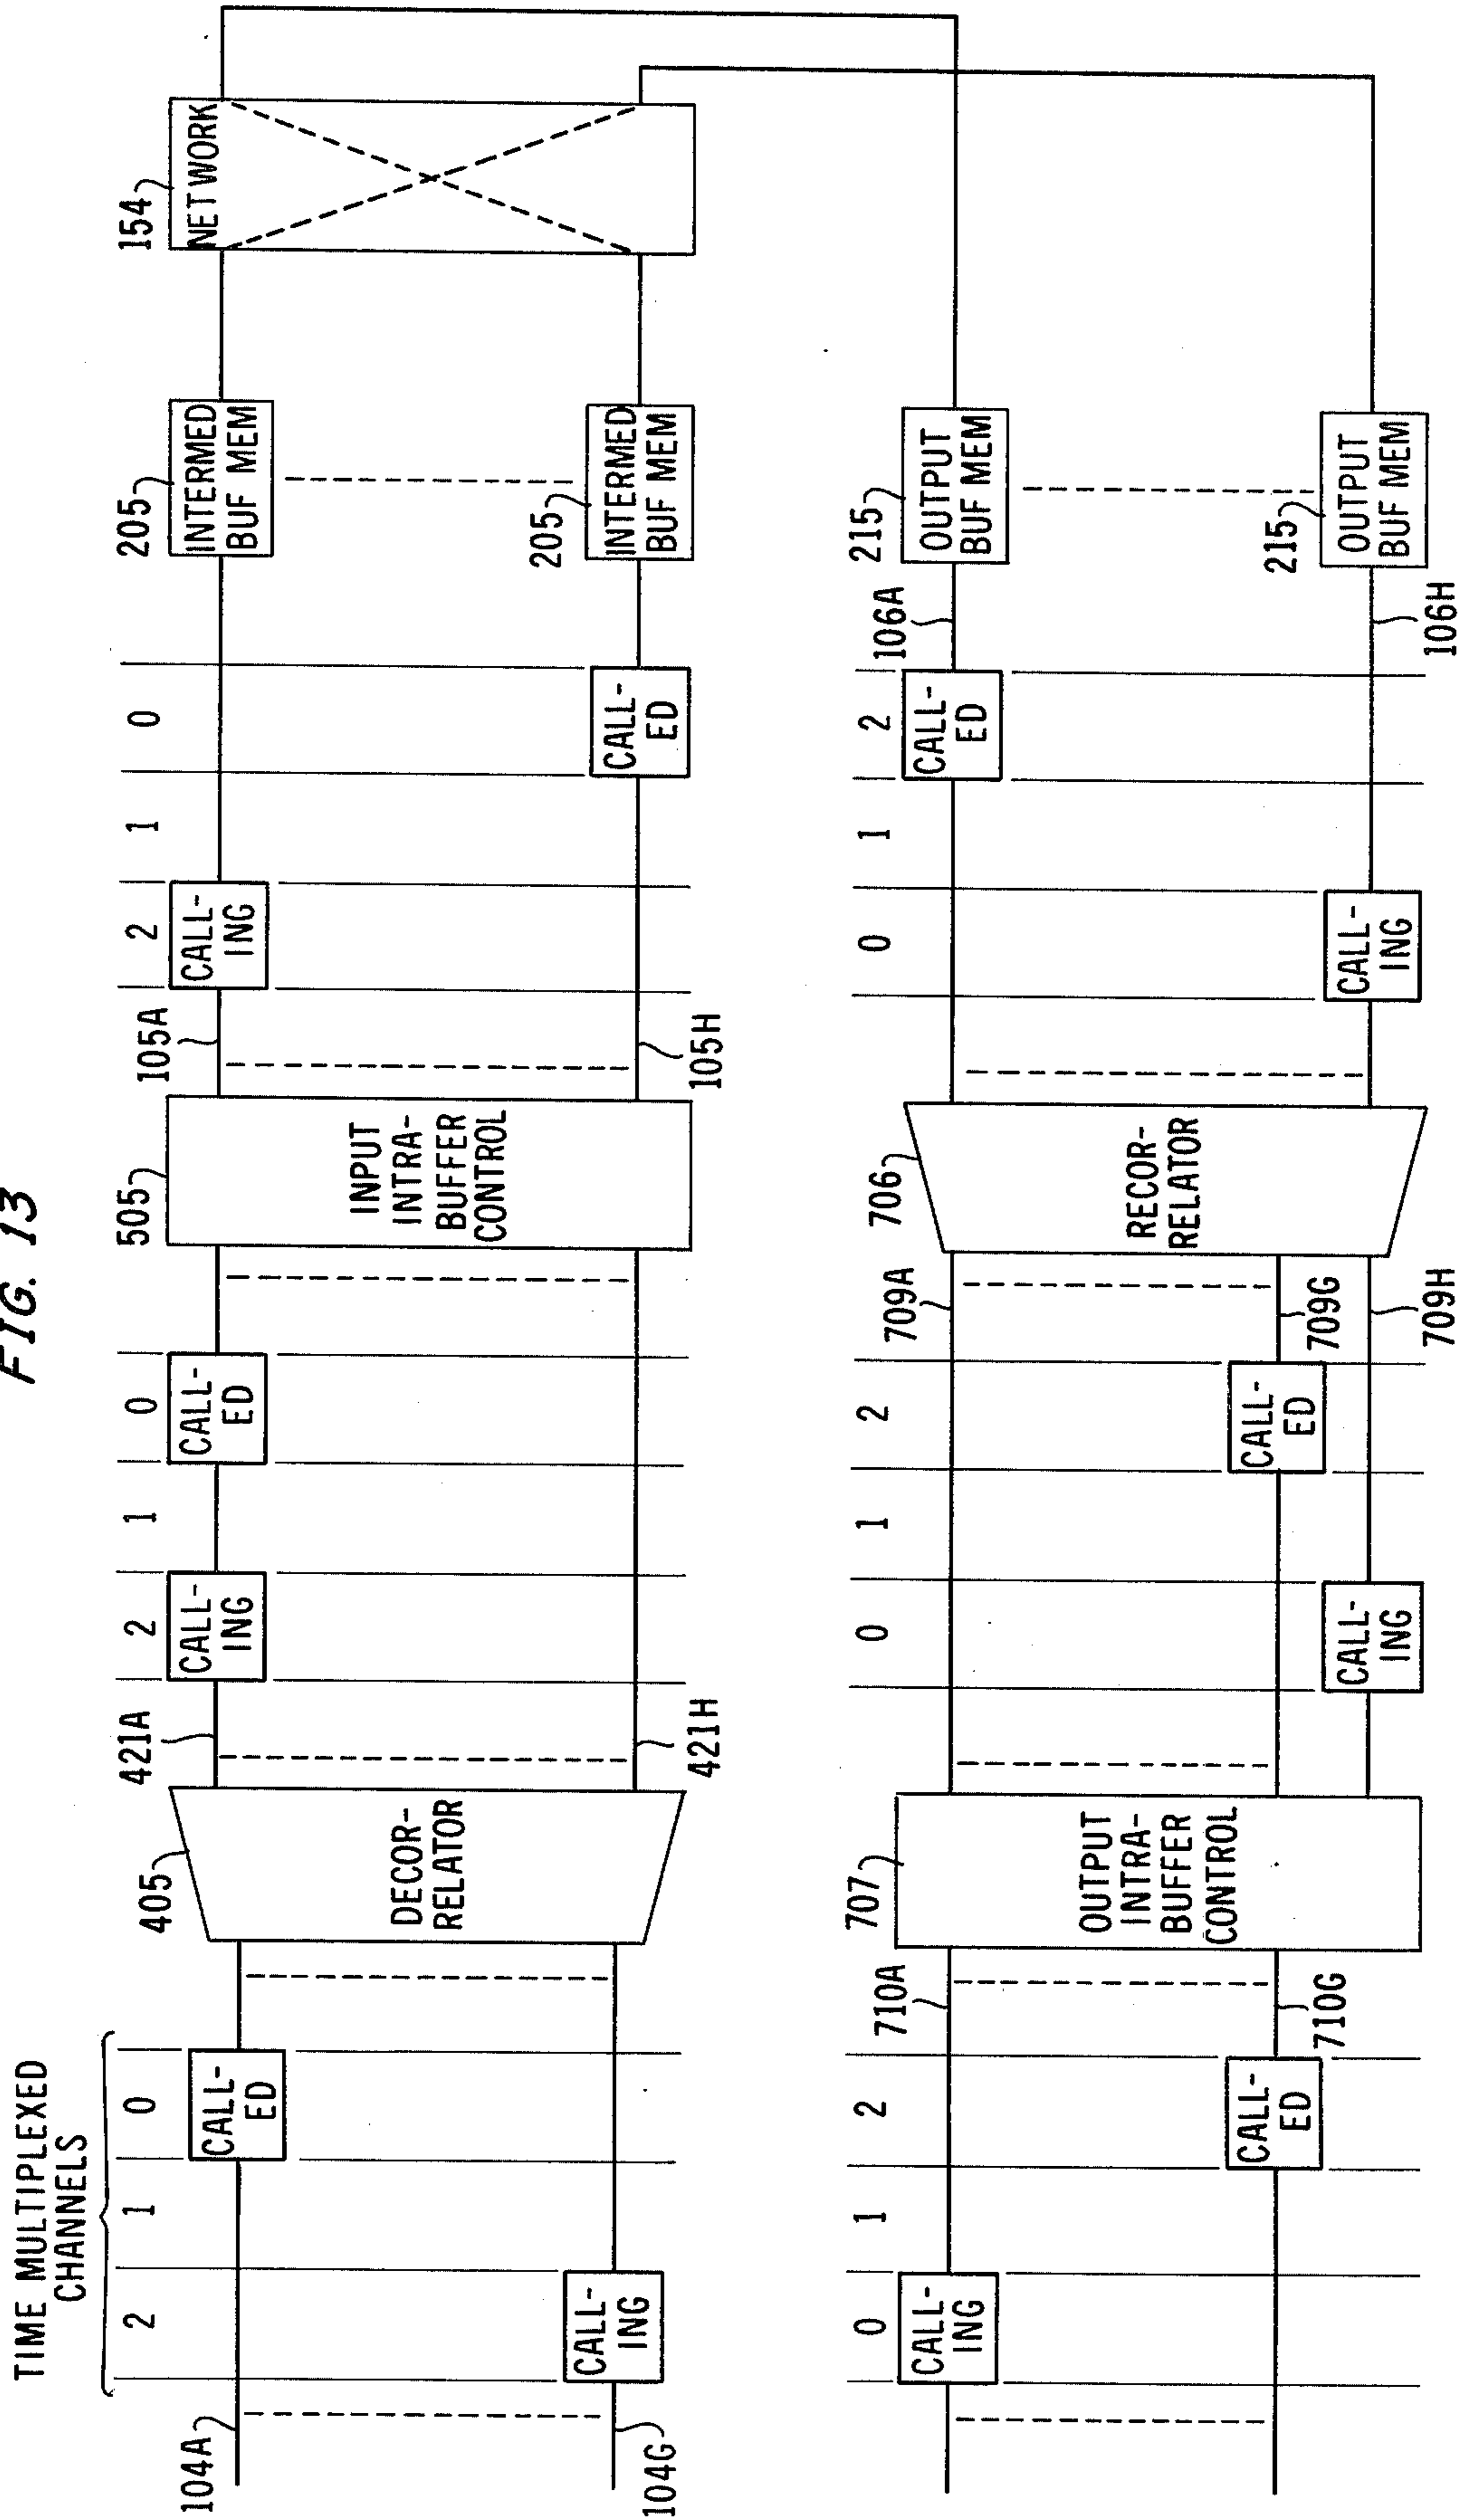 FIG. 13
TIME MULTIPLEXED
CHANNELS
2 1 0
2 1 0
2 1 0
104A
CALL-
ED
CALL-
ING
104G
405
DECOR-
RELATOR
421A
CALL-
ING
CALL-
ED
421H
505
INPUT
INTRA-
BUFFER
CONTROL
105A
CALL-
ING
CALL-
ED
105H
205
INTERMED
BUF MEM
205
INTERMED
BUF MEM
154
NETWORK
0 1 2
0 1 2
0 1 2
CALL-
ING
CALL-
ED
710A
710G
707
OUTPUT
INTRA-
BUFFER
CONTROL
CALL-
ING
CALL-
ED
709A
709G
709H
706
RECOR-
RELATOR
CALL-
ING
CALL-
ED
106A
106H
215
OUTPUT
BUF MEM
215
OUTPUT
BUF MEM